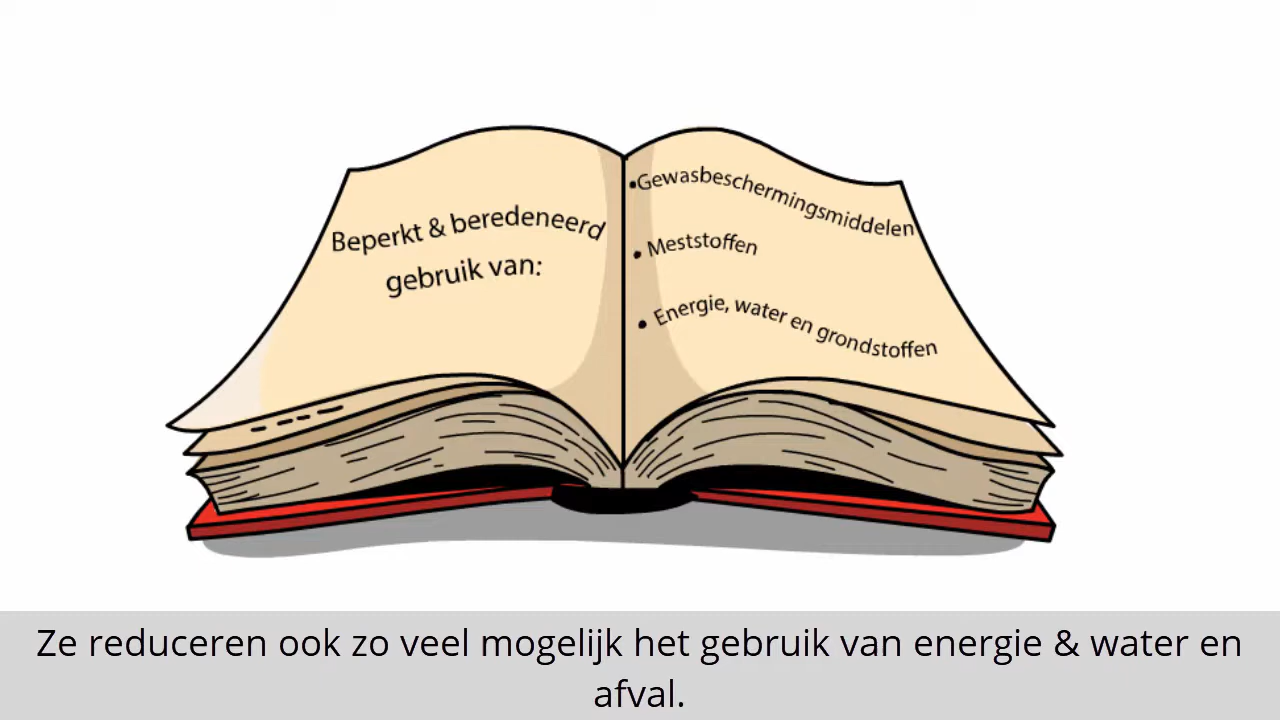 Beperkt & beredeneerd
gebruik van:
•Gewasbeschermingsmiddelen
• Meststoffen
• Energie, water en grondstoffen
Ze reduceren ook zo veel mogelijk het gebruik van energie & water en
afval.